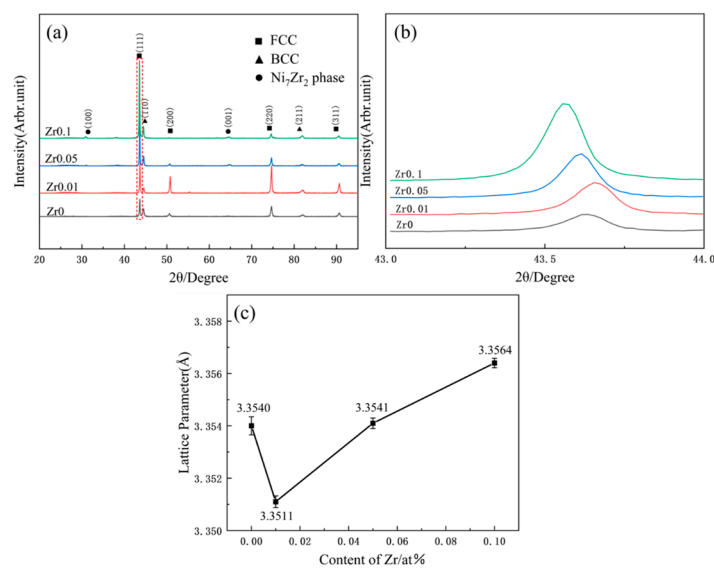 (a)
(111)
■ FCC
▲ BCC
● Ni₇Zr₂ phase
(100)
(110)
(200)
(001)
(220)
(211)
(311)
Zr0.1
Zr0.05
Zr0.01
Zr0
Intensity(Arbr.unit)
20 30 40 50 60 70 80 90
2θ/Degree
(b)
Zr0.1
Zr0.05
Zr0.01
Zr0
Intensity(Arbr.unit)
43.0 43.5 44.0
2θ/Degree
(c)
3.358
3.356
3.354
3.352
3.350
Lattice Parameter(Å)
3.3540
3.3511
3.3541
3.3564
0.00 0.02 0.04 0.06 0.08 0.10
Content of Zr/at%